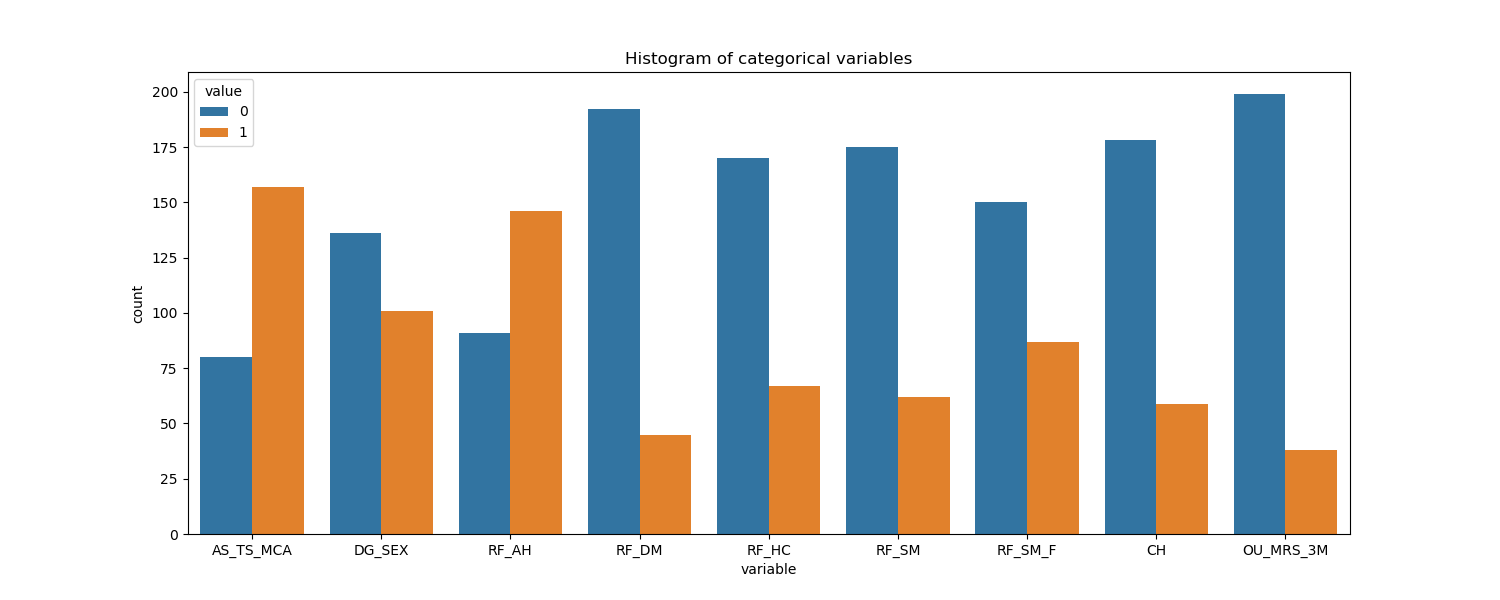 Histogram of categorical variables
value
0
1
200
175
150
125
100
75
50
25
0
count
AS_TS_MCA DG_SEX RF_AH RF_DM RF_HC RF_SM RF_SM_F CH OU_MRS_3M
variable